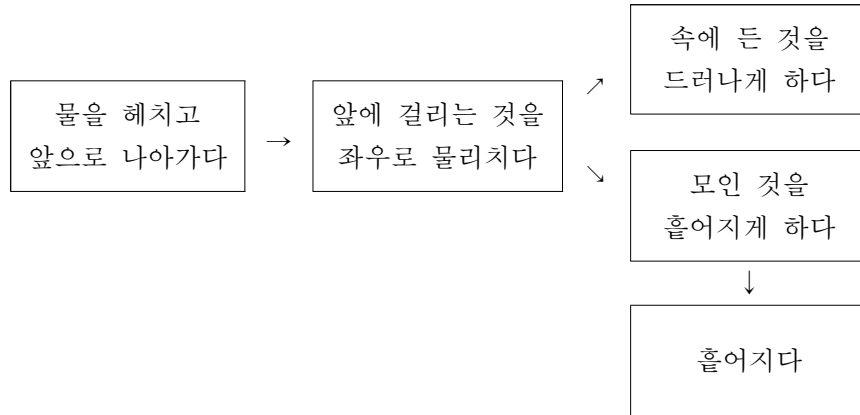 속에 든 것을
드러나게 하다
물을 헤치고
앞으로 나아가다
→
앞에 걸리는 것을
좌우로 물리치다
↗
↘
모인 것을
흩어지게 하다
↓
흩어지다